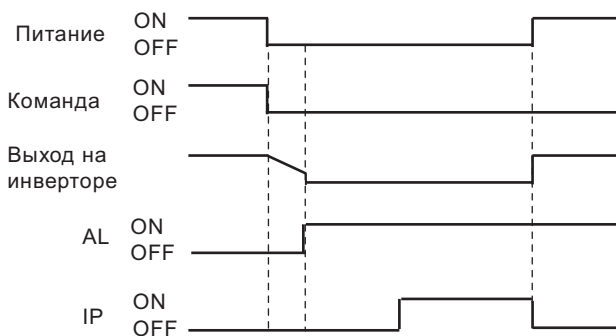 Питание
ON
OFF
Команда
ON
OFF
Выход на
инверторе
AL
ON
OFF
IP
ON
OFF